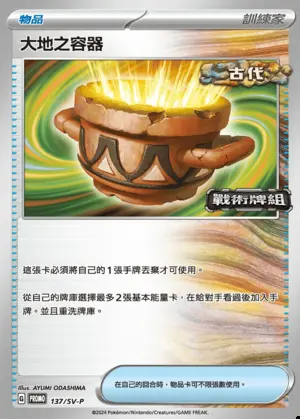 物品
訓練家
大地之容器
古代
戰術牌組
這張卡必須將自己的1張手牌丟棄才可使用。
從自己的牌庫選擇最多2張基本能量卡，在給對手看過後加入手
牌。並且重洗牌庫。
Illus. AYUMI ODASHIMA
PROMO 137/SV-P
在自己的回合時，物品卡可不限張數使用。
©2024 Pokémon/Nintendo/Creatures/GAME FREAK.